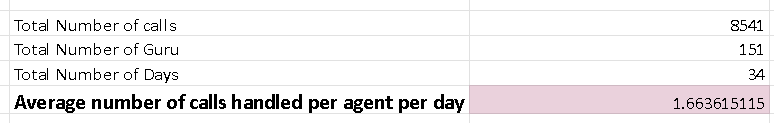 Total Number of calls 8541
Total Number of Guru 151
Total Number of Days 34
Average number of calls handled per agent per day 1.663615115